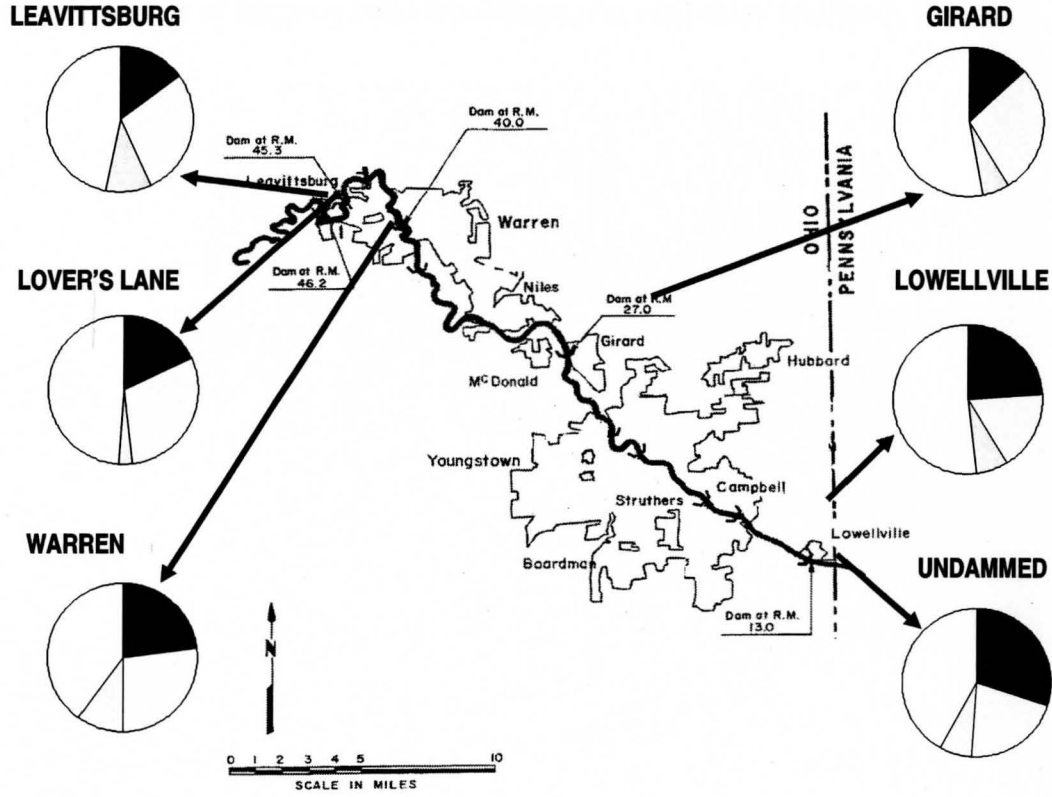 LEAVITTSBURG
GIRARD
Dam at R.M.
40.0
Dam at R.M.
45.3
Leavittsburg
Warren
OHIO
PENNSYLVANIA
LOVER'S LANE
LOWELLVILLE
Dam at R.M.
46.2
Niles
Dam at R.M
27.0
Girard
Hubbard
McDonald
Youngstown
Campbell
Struthers
WARREN
Lowellville
Boardman
UNDAMMED
Dam at R.M.
13.0
N
0 1 2 3 4 5 10
SCALE IN MILES